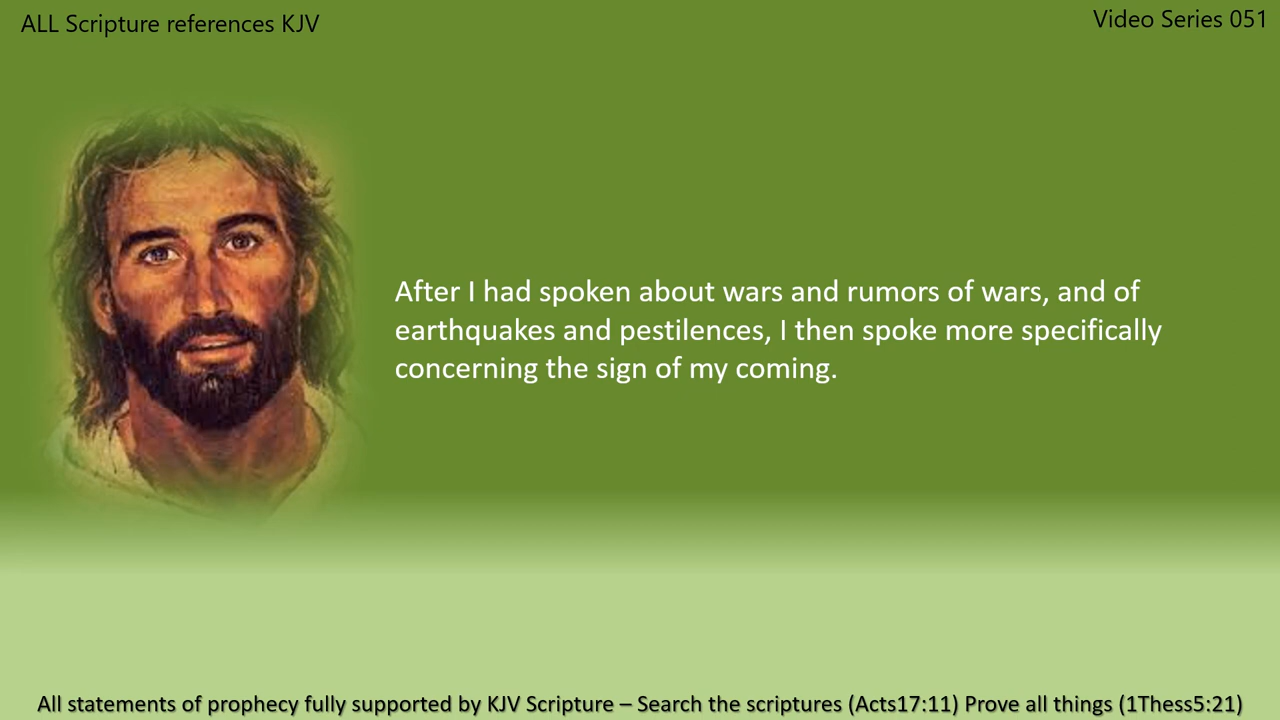 ALL Scripture references KJV
Video Series 051
After I had spoken about wars and rumors of wars, and of
earthquakes and pestilences, I then spoke more specifically
concerning the sign of my coming.
All statements of prophecy fully supported by KJV Scripture – Search the scriptures (Acts17:11) Prove all things (1Thess5:21)